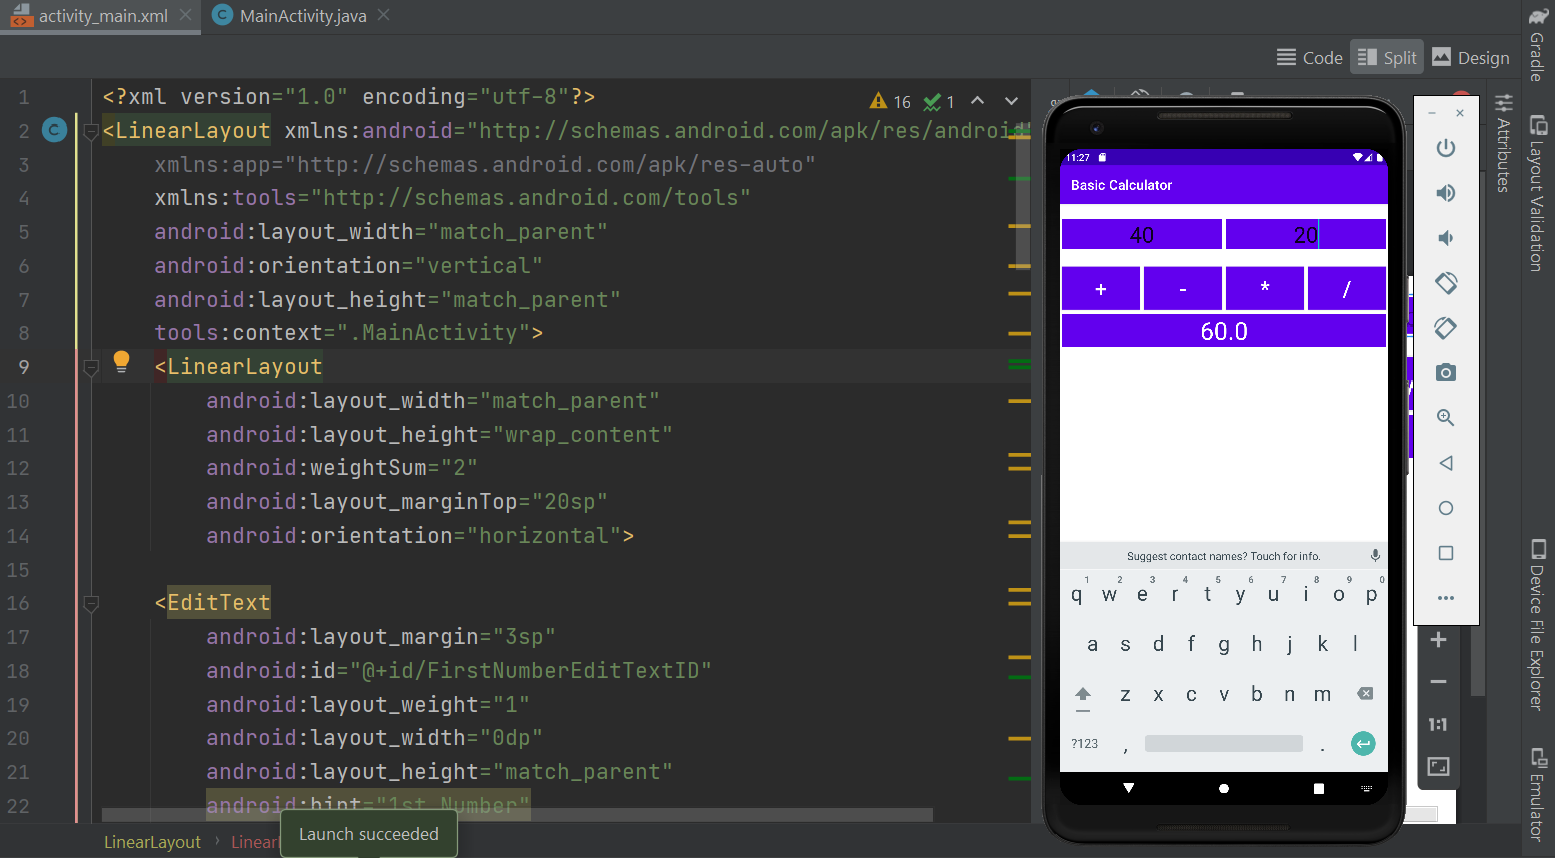 activity_main.xml
MainActivity.java
Code
Split
Design
Gradle
Layout Validation
Attributes
Device File Explorer
Emulator
16
1
1 <?xml version="1.0" encoding="utf-8"?>
2 <LinearLayout xmlns:android="http://schemas.android.com/apk/res/android
3 xmlns:app="http://schemas.android.com/apk/res-auto"
4 xmlns:tools="http://schemas.android.com/tools"
5 android:layout_width="match_parent"
6 android:orientation="vertical"
7 android:layout_height="match_parent"
8 tools:context=".MainActivity">
9 <LinearLayout
10 android:layout_width="match_parent"
11 android:layout_height="wrap_content"
12 android:weightSum="2"
13 android:layout_marginTop="20sp"
14 android:orientation="horizontal">
15
16 <EditText
17 android:layout_margin="3sp"
18 android:id="@+id/FirstNumberEditTextID"
19 android:layout_weight="1"
20 android:layout_width="0dp"
21 android:layout_height="match_parent"
22 android:hint="1st Number"
LinearLayout › Linear
Launch succeeded
11:27
Basic Calculator
40 20
+ - * /
60.0
Suggest contact names? Touch for info.
1 2 3 4 5 6 7 8 9 0
q w e r t y u i o p
a s d f g h j k l
z x c v b n m
?123 , .
1:1